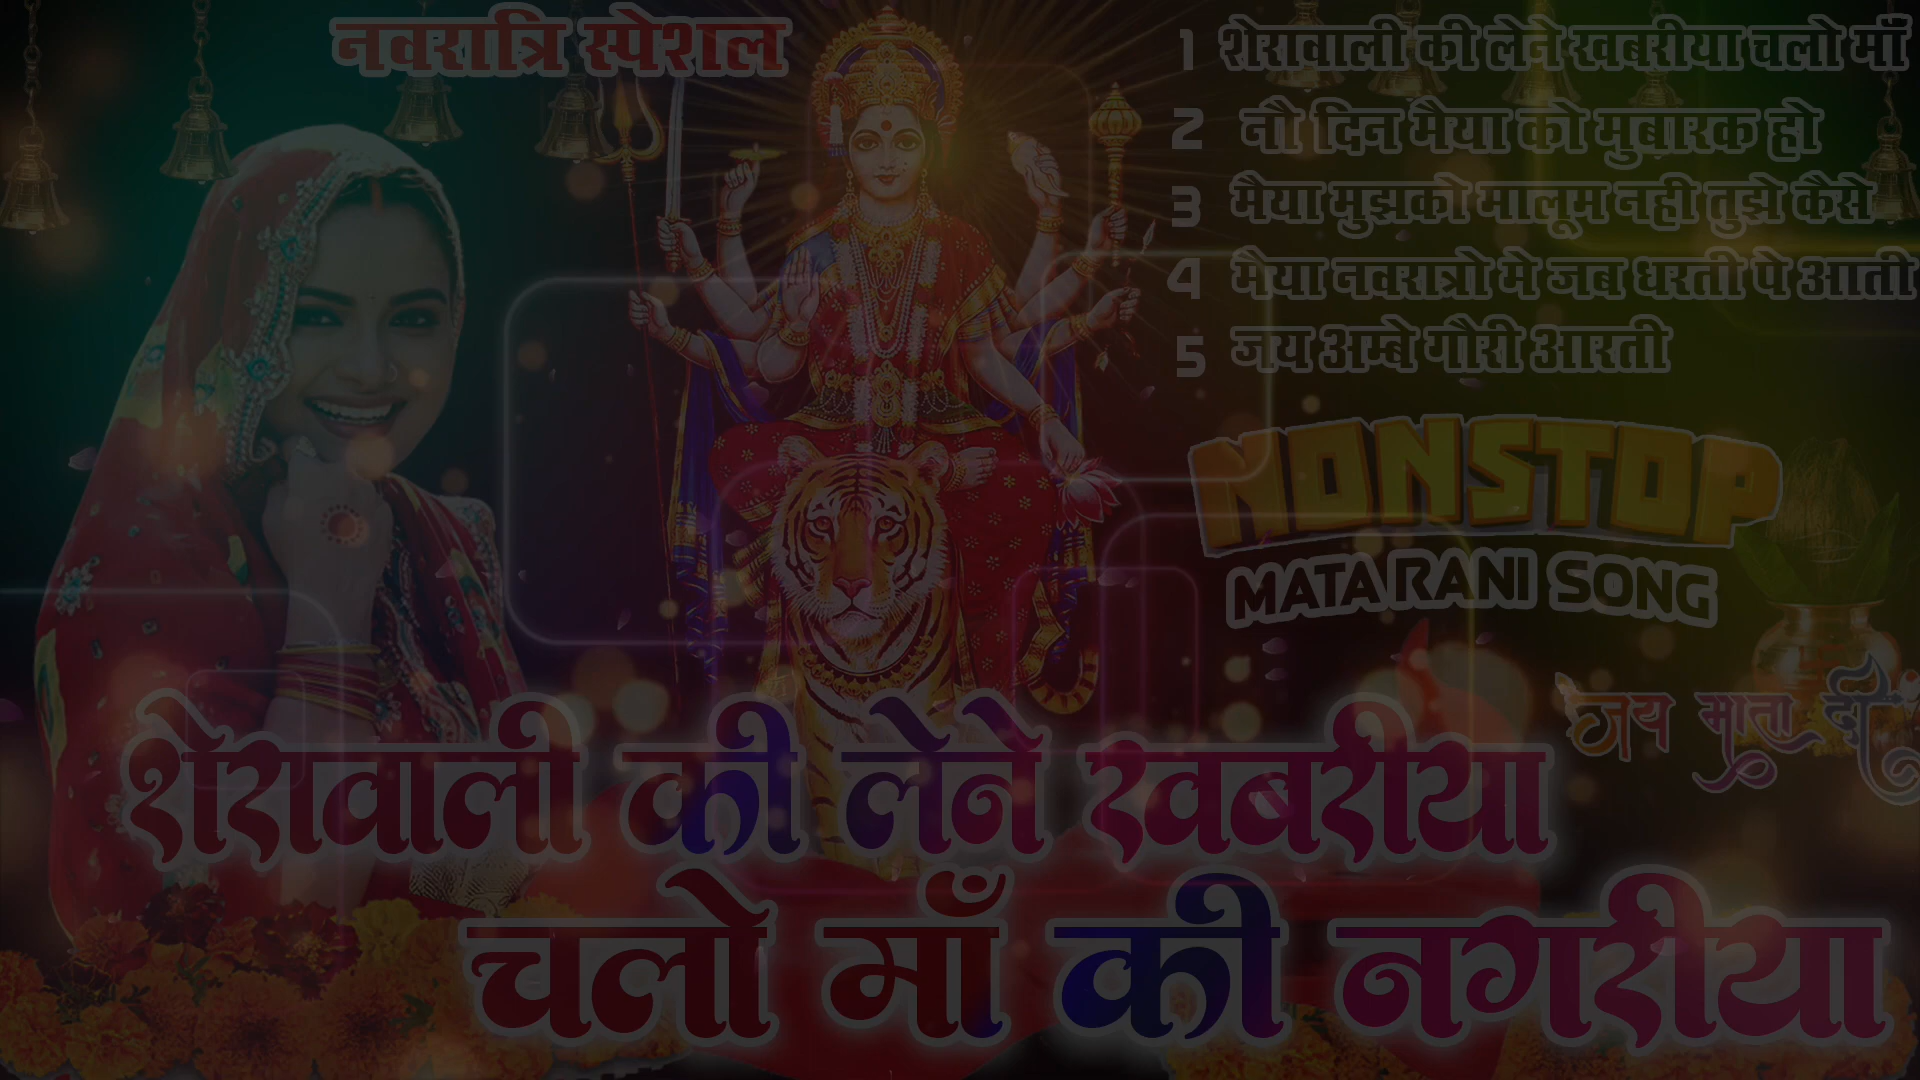 नवरात्रि स्पेशल
1 शेरावाली की लेने खबरीया चलो माँ
2 नौ दिन मैया को मुबारक हो
3 मैया मुझको मालूम नही तुझे कैसे
4 मैया नवरात्रो मे जब धरती पे आती
5 जय अम्बे गौरी आरती
NONSTOP
MATA RANI SONG
जय माता दी
शेरावाली की लेने खबरीया
चलो माँ की नगरीया